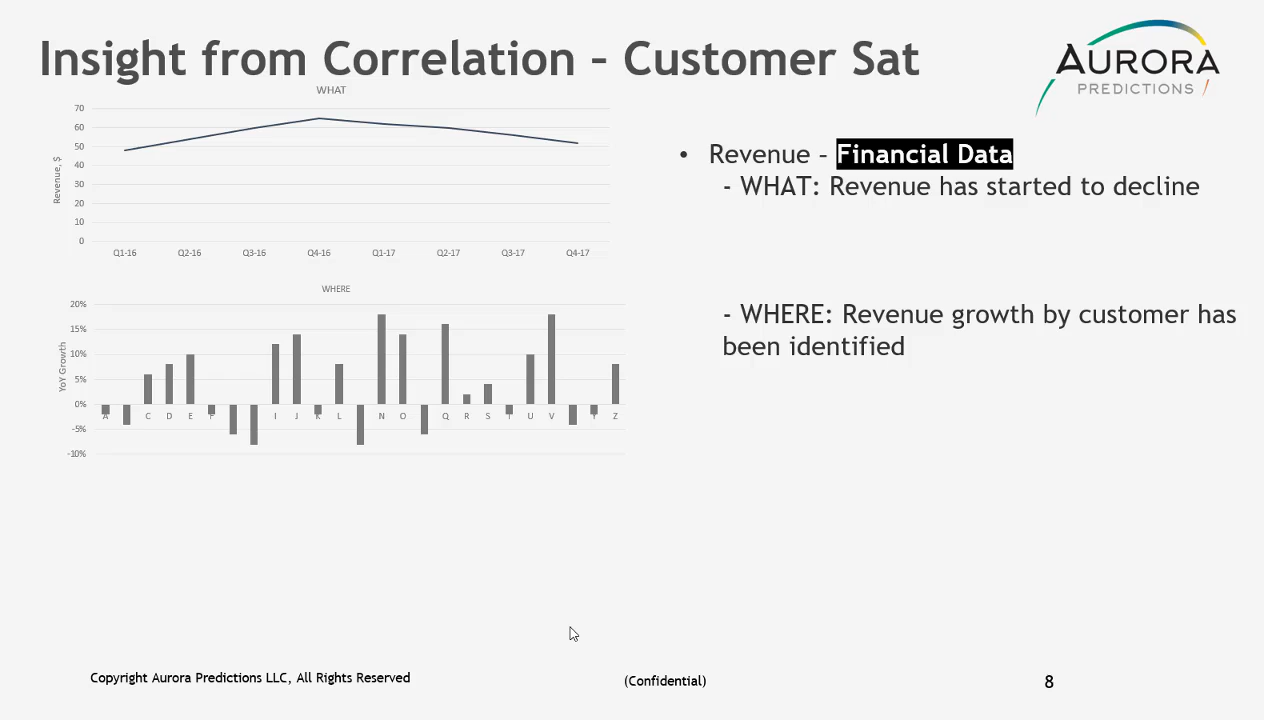 Insight from Correlation – Customer Sat
AURORA
PREDICTIONS
WHAT
70
60
50
40
30
20
10
0
Revenue, $
Q1-16 Q2-16 Q3-16 Q4-16 Q1-17 Q2-17 Q3-17 Q4-17
• Revenue – Financial Data
- WHAT: Revenue has started to decline
WHERE
20%
15%
10%
5%
0%
-5%
-10%
YoY Growth
A C D E F I J K L N O Q R S T U V Y Z
- WHERE: Revenue growth by customer has
been identified
Copyright Aurora Predictions LLC, All Rights Reserved
(Confidential)
8